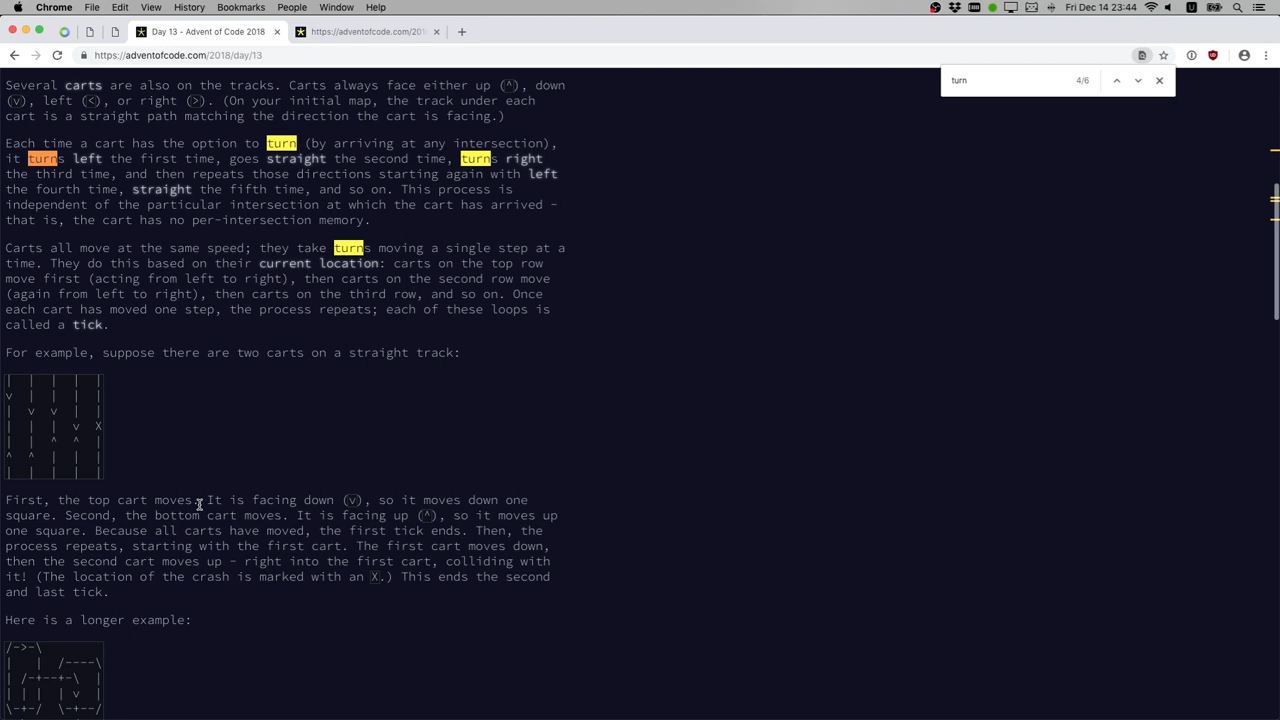 Chrome File Edit View History Bookmarks People Window Help Fri Dec 14 23:44
Day 13 - Advent of Code 2018 https://adventofcode.com/2018/d
https://adventofcode.com/2018/day/13
turn 4/6
Several carts are also on the tracks. Carts always face either up (^), down
(v), left (<), or right (>). (On your initial map, the track under each
cart is a straight path matching the direction the cart is facing.)
Each time a cart has the option to turn (by arriving at any intersection),
it turns left the first time, goes straight the second time, turns right
the third time, and then repeats those directions starting again with left
the fourth time, straight the fifth time, and so on. This process is
independent of the particular intersection at which the cart has arrived -
that is, the cart has no per-intersection memory.
Carts all move at the same speed; they take turns moving a single step at a
time. They do this based on their current location: carts on the top row
move first (acting from left to right), then carts on the second row move
(again from left to right), then carts on the third row, and so on. Once
each cart has moved one step, the process repeats; each of these loops is
called a tick.
For example, suppose there are two carts on a straight track:
|  |  |  |  |
v  |  |  |  |
|  v  v  |  |
|  |  |  v  X
|  |  ^  ^  |
^  ^  |  |  |
|  |  |  |  |
First, the top cart moves. It is facing down (v), so it moves down one
square. Second, the bottom cart moves. It is facing up (^), so it moves up
one square. Because all carts have moved, the first tick ends. Then, the
process repeats, starting with the first cart. The first cart moves down,
then the second cart moves up - right into the first cart, colliding with
it! (The location of the crash is marked with an X.) This ends the second
and last tick.
Here is a longer example:
/->-\
|   |  /----\
| /-+--+-\  |
| | |  | v  |
\-+-/  \-+--/